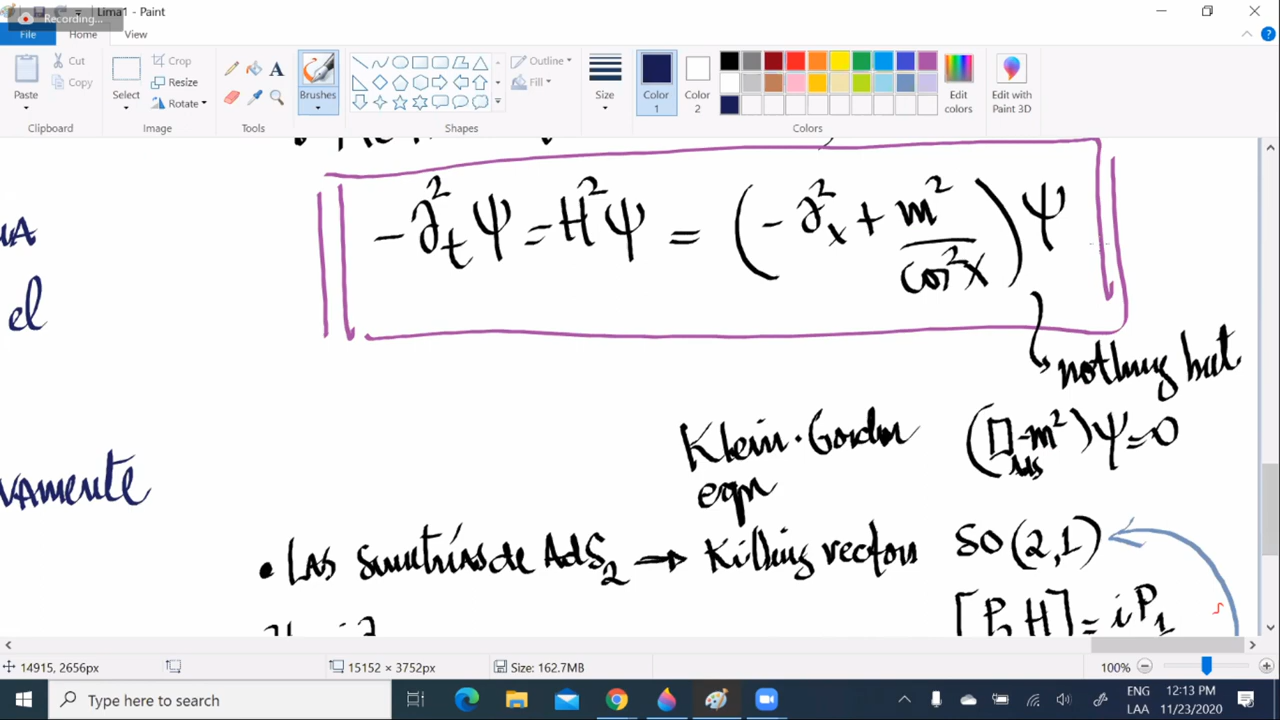 Recording...
Lima1 - Paint
File Home View
Paste Cut Copy Clipboard
Select Crop Resize Rotate Image
Tools
Brushes
Outline Fill Shapes
Size
Color 1 Color 2 Edit colors Edit with Paint 3D Colors
-∂²ₜψ = H²ψ = (-∂²ₓ + m²/cos²x)ψ
el
nothing but
Klein-Gordon (□-m²)ψ=0
eqn
vamente
• Las simetrías de AdS₂ → Killing vectors SO(2,1)
H]=iP₁
14915, 2656px 15152 × 3752px Size: 162.7MB 100%
Type here to search ENG LAA 12:13 PM 11/23/2020